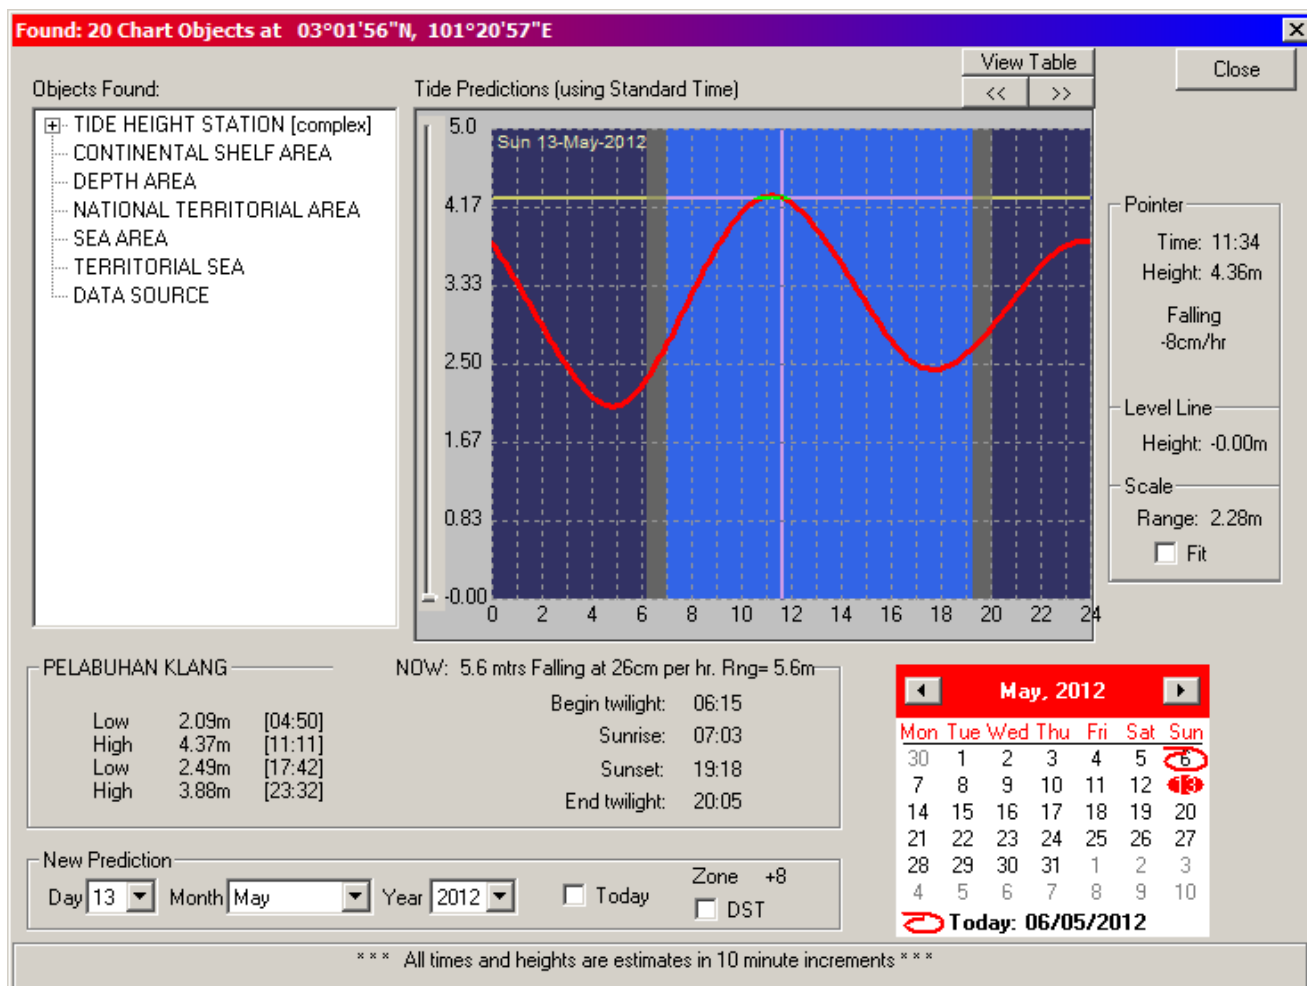 Found: 20 Chart Objects at 03°01'56"N, 101°20'57"E
View Table
Close
<< >>
Objects Found:
Tide Predictions (using Standard Time)
TIDE HEIGHT STATION [complex]
CONTINENTAL SHELF AREA
DEPTH AREA
NATIONAL TERRITORIAL AREA
SEA AREA
TERRITORIAL SEA
DATA SOURCE
Sun 13-May-2012
5.0
4.17
3.33
2.50
1.67
0.83
-0.00
0 2 4 6 8 10 12 14 16 18 20 22 24
Pointer
Time: 11:34
Height: 4.36m
Falling
-8cm/hr
Level Line
Height: -0.00m
Scale
Range: 2.28m
Fit
PELABUHAN KLANG
NOW: 5.6 mtrs Falling at 26cm per hr. Rng= 5.6m
Low 2.09m [04:50]
High 4.37m [11:11]
Low 2.49m [17:42]
High 3.88m [23:32]
Begin twilight: 06:15
Sunrise: 07:03
Sunset: 19:18
End twilight: 20:05
May, 2012
Mon Tue Wed Thu Fri Sat Sun
30 1 2 3 4 5 6
7 8 9 10 11 12 13
14 15 16 17 18 19 20
21 22 23 24 25 26 27
28 29 30 31 1 2 3
4 5 6 7 8 9 10
Today: 06/05/2012
New Prediction
Day 13 Month May Year 2012 Today
Zone +8
DST
*** All times and heights are estimates in 10 minute increments ***